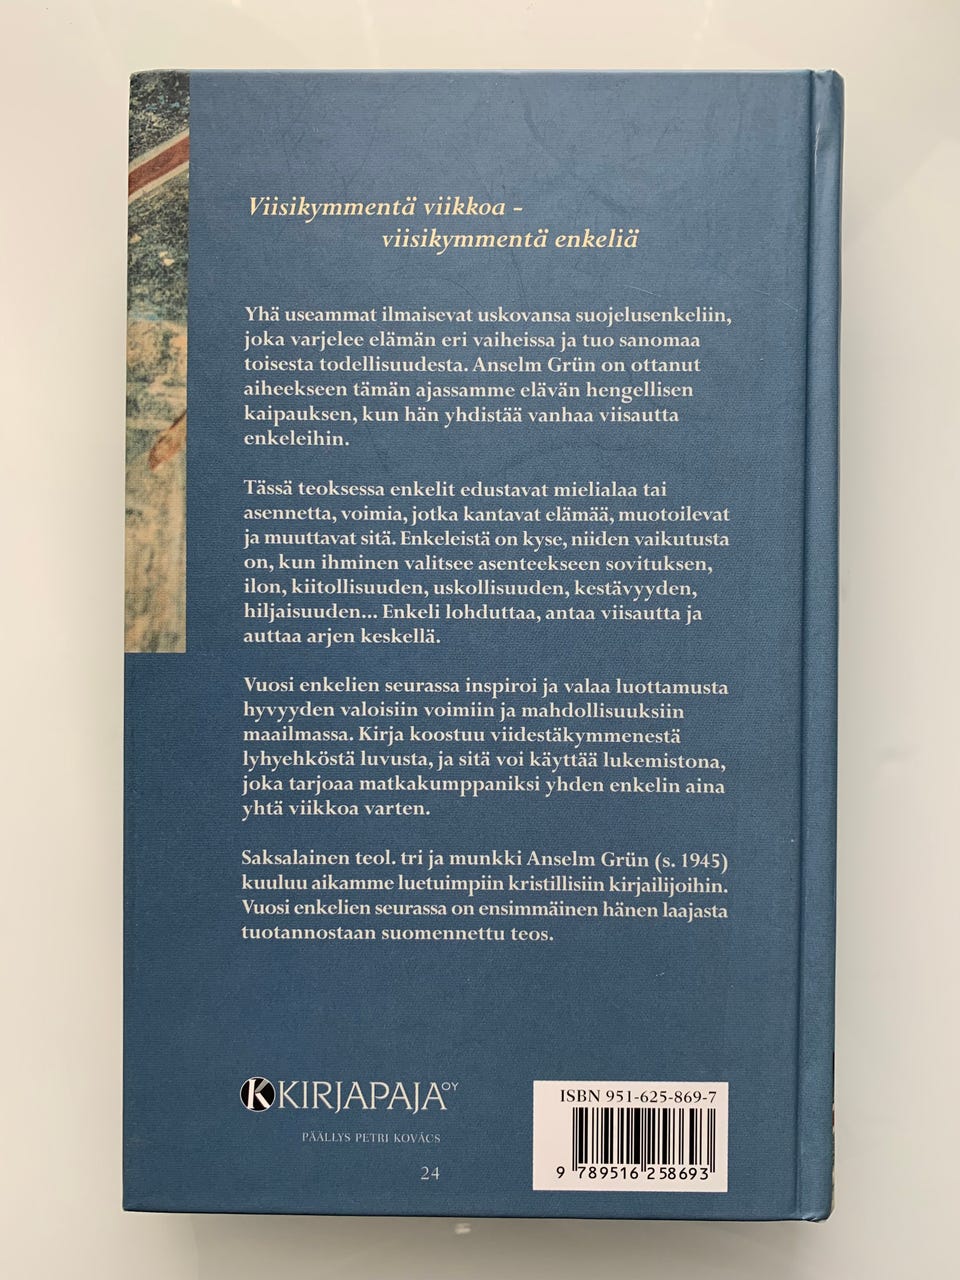 Viisikymmentä viikkoa –
viisikymmentä enkeliä
Yhä useammat ilmaisevat uskovansa suojelusenkeliin,
joka varjelee elämän eri vaiheissa ja tuo sanomaa
toisesta todellisuudesta. Anselm Grün on ottanut
aiheekseen tämän ajassamme elävän hengellisen
kaipauksen, kun hän yhdistää vanhaa viisautta
enkeleihin.
Tässä teoksessa enkelit edustavat mielialaa tai
asennetta, voimia, jotka kantavat elämää, muotoilevat
ja muuttavat sitä. Enkeleistä on kyse, niiden vaikutusta
on, kun ihminen valitsee asenteekseen sovituksen,
ilon, kiitollisuuden, uskollisuuden, kestävyyden,
hiljaisuuden... Enkeli lohduttaa, antaa viisautta ja
auttaa arjen keskellä.
Vuosi enkelien seurassa inspiroi ja valaa luottamusta
hyvyyden valoisiin voimiin ja mahdollisuuksiin
maailmassa. Kirja koostuu viidestäkymmenestä
lyhyehköstä luvusta, ja sitä voi käyttää lukemistona,
joka tarjoaa matkakumppaniksi yhden enkelin aina
yhtä viikkoa varten.
Saksalainen teol. tri ja munkki Anselm Grün (s. 1945)
kuuluu aikamme luetuimpiin kristillisiin kirjailijoihin.
Vuosi enkelien seurassa on ensimmäinen hänen laajasta
tuotannostaan suomennettu teos.
K KIRJAPAJA OY
PÄÄLLYS PETRI KOVÁCS
24
ISBN 951-625-869-7
9 789516 258693